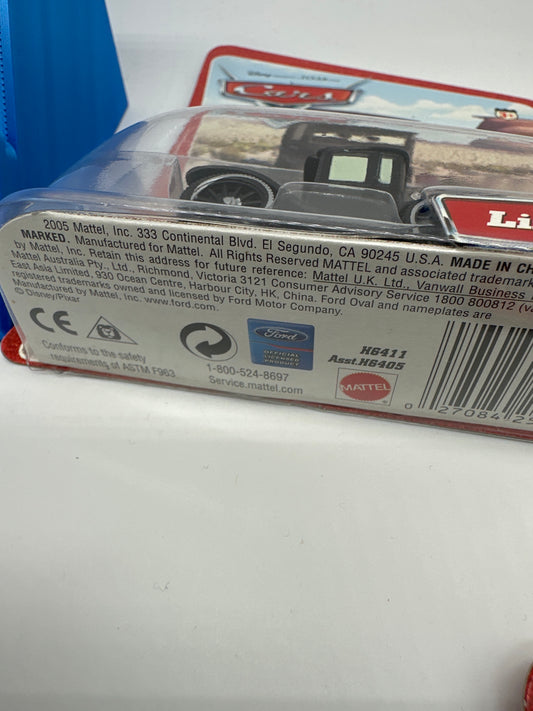 Disney PIXAR
Cars
Li
2005 Mattel, Inc. 333 Continental Blvd. El Segundo, CA 90245 U.S.A. MADE IN CH
MARKED. Manufactured for Mattel. All Rights Reserved MATTEL and associated trademark
by Mattel, Inc. Retain this address for future reference: Mattel U.K. Ltd., Vanwall Business
Mattel Australia Pty., Ltd., Richmond, Victoria 3121 Consumer Advisory Service 1800 800812 (va
East Asia Limited, 930 Ocean Centre, Harbour City, HK, China. Ford Oval and nameplates are
registered trademarks owned and licensed by Ford Motor Company.
Manufactured by Mattel, Inc. www.ford.com.
© Disney/Pixar
CE
Conforms to the safety
requirements of ASTM F963.
Ford
OFFICIAL
LICENSED
PRODUCT
1-800-524-8697
Service.mattel.com
H6411
Asst.H6405
MATTEL
0 27084 25